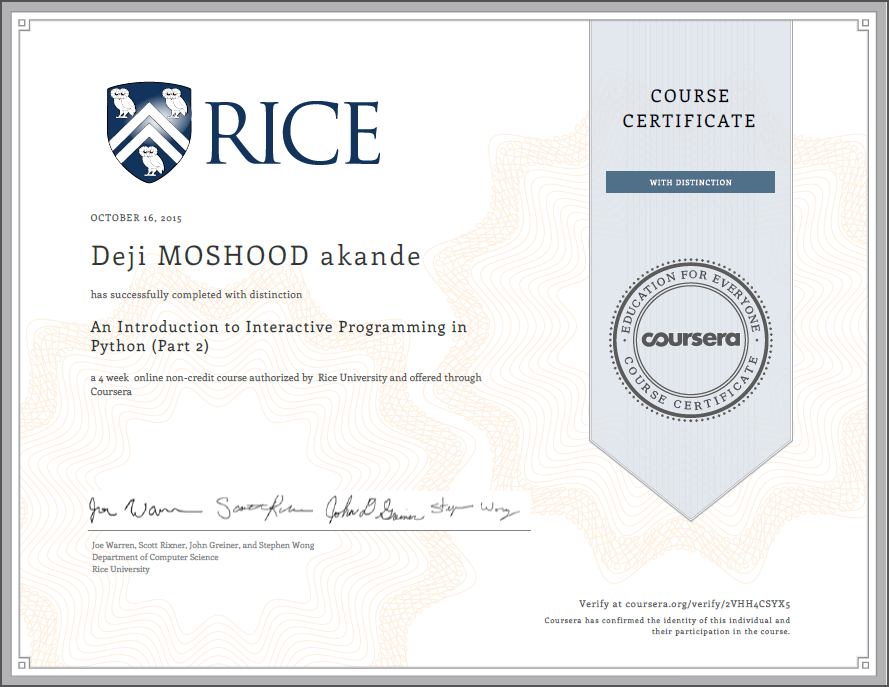 RICE
COURSE
CERTIFICATE
WITH DISTINCTION
OCTOBER 16, 2015
Deji MOSHOOD akande
has successfully completed with distinction
An Introduction to Interactive Programming in
Python (Part 2)
a 4 week online non-credit course authorized by Rice University and offered through
Coursera
EDUCATION FOR EVERYONE
coursera
COURSE CERTIFICATE
Joe Warren Scott Rixner John D Greiner Stephen Wong
Joe Warren, Scott Rixner, John Greiner, and Stephen Wong
Department of Computer Science
Rice University
Verify at coursera.org/verify/2VHH4CSYX5
Coursera has confirmed the identity of this individual and
their participation in the course.